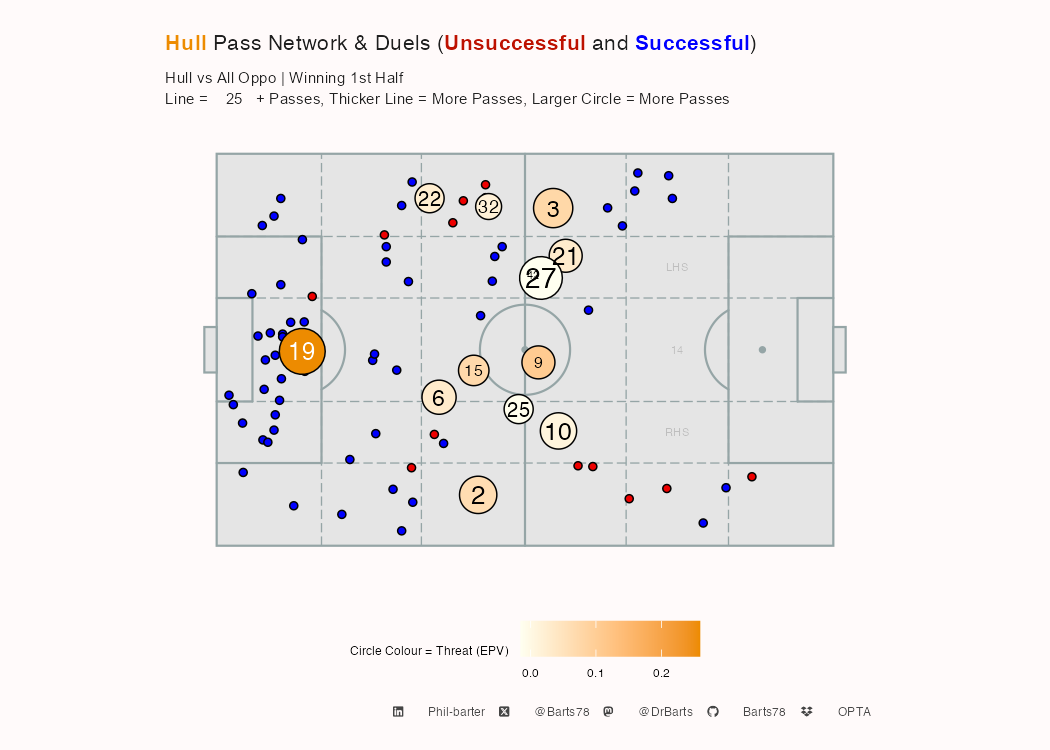 Hull Pass Network & Duels (Unsuccessful and Successful)
Hull vs All Oppo | Winning 1st Half
Line = 25 + Passes, Thicker Line = More Passes, Larger Circle = More Passes
22
32
3
21
27
LHS
19
14
9
15
6
25
10
RHS
2
Circle Colour = Threat (EPV)
0.0 0.1 0.2
Phil-barter @Barts78 @DrBarts Barts78 OPTA